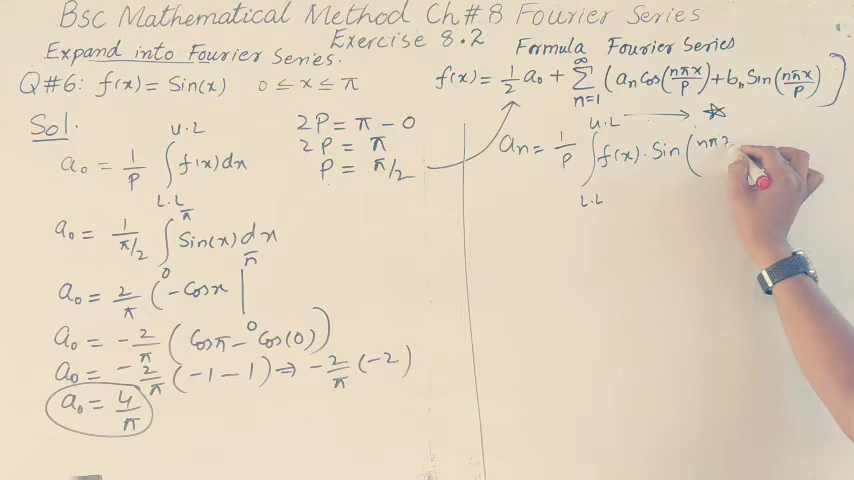 Bsc Mathematical Method Ch#8 Fourier Series
Exercise 8.2
Expand into Fourier Series.
Q#6: f(x) = Sin(x) 0 ≤ x ≤ π
Sol.
2P = π - 0
2P = π
P = π/2
a₀ = 1/P ∫_{L.L}^{U.L} f(x) dx
a₀ = 1/(π/2) ∫_0^π Sin(x) dx
a₀ = 2/π (-Cosx |_0^π
a₀ = -2/π (Cosπ - Cos(0))
a₀ = -2/π (-1 - 1) ⇒ -2/π (-2)
a₀ = 4/π
Formula Fourier Series
f(x) = 1/2 a₀ + ∑_{n=1}^∞ (aₙ Cos(nπx/P) + bₙ Sin(nπx/P))
aₙ = 1/P ∫_{L.L}^{U.L} f(x) . Sin (nπ